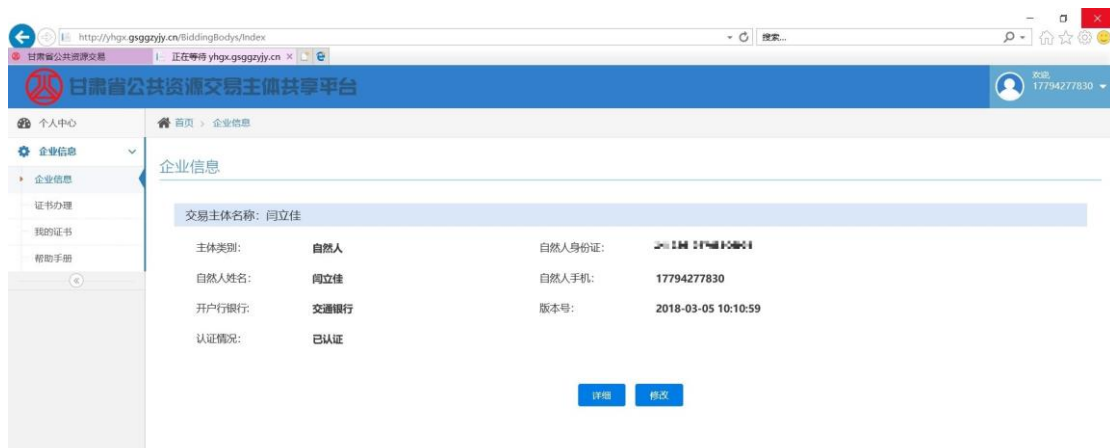 http://yhgx.gsggzyjy.cn/BiddingBodys/Index
搜索...
甘肃省公共资源交易
正在等待 yhgx.gsggzyjy.cn
甘肃省公共资源交易主体共享平台
欢迎,
17794277830
个人中心
首页 > 企业信息
企业信息
企业信息
企业信息
证书办理
交易主体名称: 闫立佳
我的证书
主体类别: 自然人 自然人身份证:
帮助手册
自然人姓名: 闫立佳 自然人手机: 17794277830
开户行银行: 交通银行 版本号: 2018-03-05 10:10:59
认证情况: 已认证
详细 修改